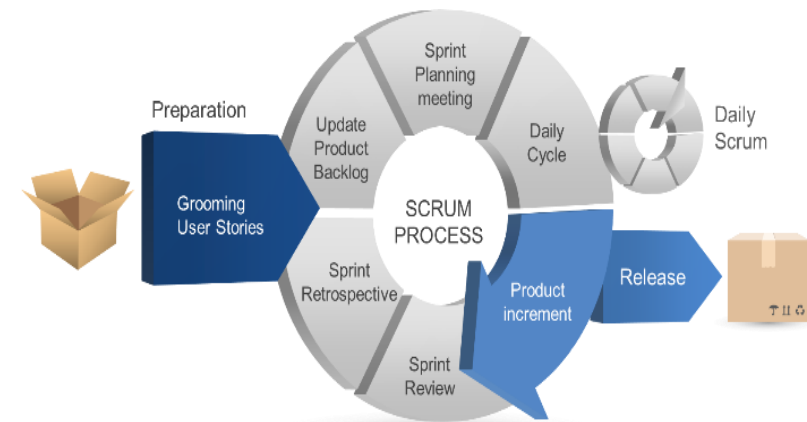 Preparation
Grooming
User Stories
Update
Product
Backlog
Sprint
Planning
meeting
Daily
Cycle
Daily
Scrum
SCRUM
PROCESS
Sprint
Retrospective
Sprint
Review
Product
increment
Release